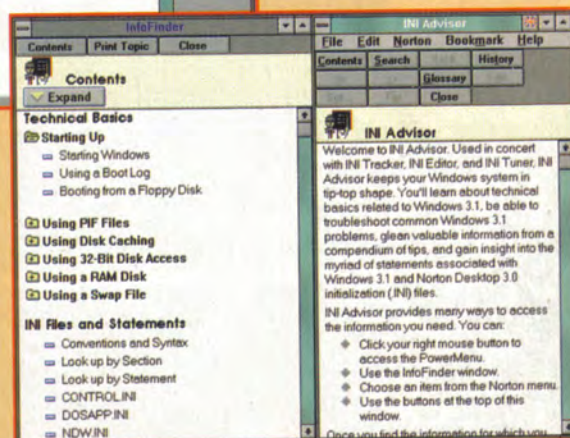 InfoFinder
Contents Print Topic Close
Contents
Expand
Technical Basics
Starting Up
Starting Windows
Using a Boot Log
Booting from a Floppy Disk
Using PIF Files
Using Disk Caching
Using 32-Bit Disk Access
Using a RAM Disk
Using a Swap File
INI Files and Statements
Conventions and Syntax
Look up by Section
Look up by Statement
CONTROL.INI
DOSAPP.INI
NDW.INI
INI Advisor
File Edit Norton Bookmark Help
Contents Search History
Glossary
Close
INI Advisor
Welcome to INI Advisor. Used in concert
with INI Tracker, INI Editor, and INI Tuner, INI
Advisor keeps your Windows system in
tip-top shape. You'll learn about technical
basics related to Windows 3.1, be able to
troubleshoot common Windows 3.1
problems, glean valuable information from a
compendium of tips, and gain insight into the
myriad of statements associated with
Windows 3.1 and Norton Desktop 3.0
initialization (.INI) files.
INI Advisor provides many ways to access
the information you need. You can:
Click your right mouse button to
access the PowerMenu.
Use the InfoFinder window.
Choose an item from the Norton menu.
Use the buttons at the top of this
window.
Once you find the information for which you